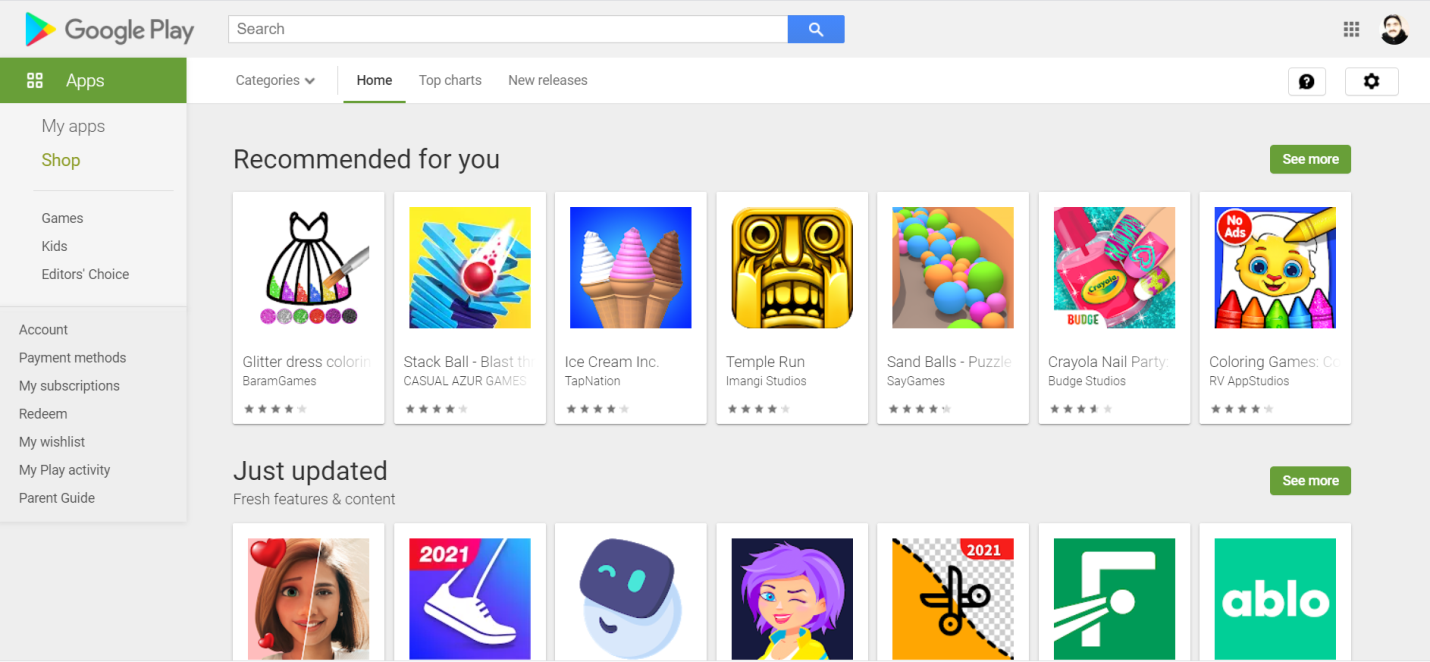 Google Play
Search
Apps
Categories
Home
Top charts
New releases
My apps
Shop
Games
Kids
Editors' Choice
Account
Payment methods
My subscriptions
Redeem
My wishlist
My Play activity
Parent Guide
Recommended for you
See more
No
Ads
crayola
BUDGE
Glitter dress colorin
BaramGames
Stack Ball - Blast th
CASUAL AZUR GAMES
Ice Cream Inc.
TapNation
Temple Run
Imangi Studios
Sand Balls - Puzzle
SayGames
Crayola Nail Party:
Budge Studios
Coloring Games: Co
RV AppStudios
Just updated
Fresh features & content
See more
2021
2021
ablo